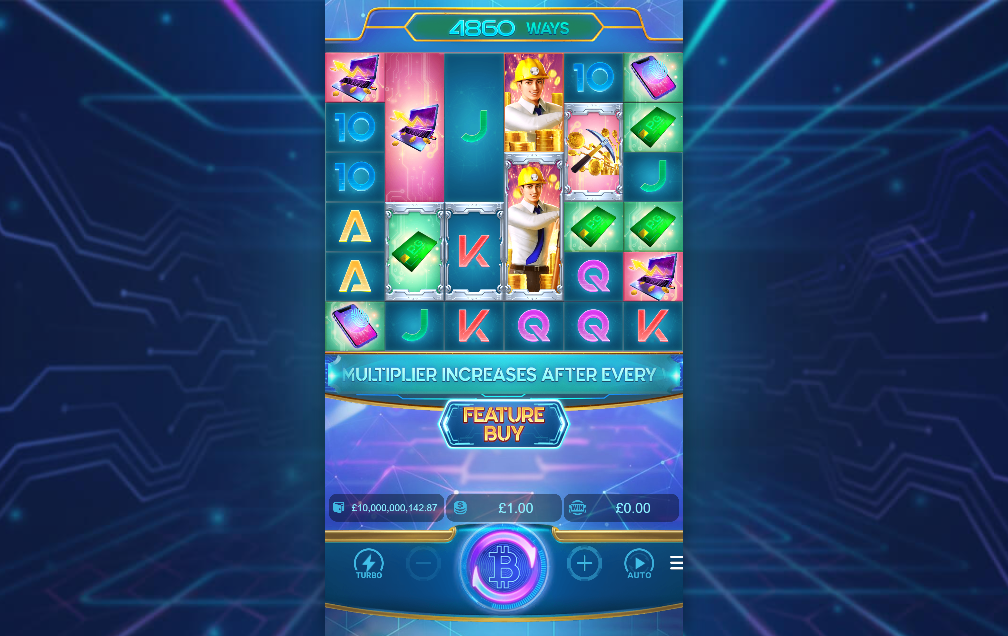 4860 WAYS
10
10 J
10 J
A K
A Q
J K Q Q K
MULTIPLIER INCREASES AFTER EVERY
FEATURE
BUY
£10,000,000,142.87 £1.00 WIN £0.00
TURBO AUTO